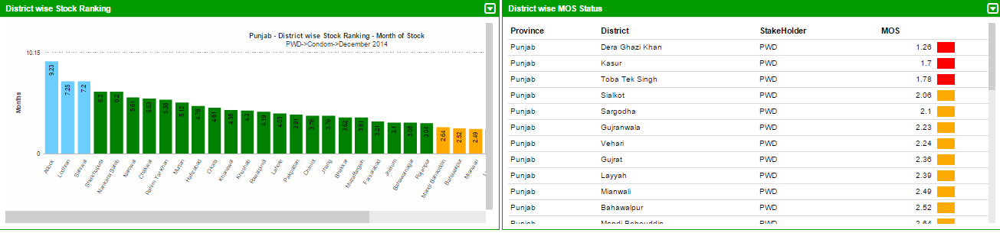 District wise Stock Ranking
Punjab - District wise Stock Ranking - Month of Stock
PWD->Condom->December 2014
10.15
Months
0
9.23
7.25
7.2
6.2
6.2
5.61
5.53
5.38
5.12
4.78
4.61
4.38
4.3
4.19
4.03
3.91
3.76
3.76
3.62
3.61
3.21
3.1
3.08
3.04
2.64
2.52
2.49
Attock
Lodhran
Sahiwal
Sheikhupura
Nankana Sahib
Narowal
Chakwal
Rahim Yar Khan
Multan
Hafizabad
Okara
Khanewal
Khushab
Rawalpindi
Lahore
Pakpattan
Chiniot
Jhang
Bhakkar
Muzaffargarh
Faisalabad
Jhelum
Bahawalnagar
Rajanpur
Mandi Bahauddin
Bahawalpur
Mianwali
District wise MOS Status
Province District StakeHolder MOS
Punjab Dera Ghazi Khan PWD 1.26
Punjab Kasur PWD 1.7
Punjab Toba Tek Singh PWD 1.78
Punjab Sialkot PWD 2.06
Punjab Sargodha PWD 2.1
Punjab Gujranwala PWD 2.23
Punjab Vehari PWD 2.24
Punjab Gujrat PWD 2.36
Punjab Layyah PWD 2.39
Punjab Mianwali PWD 2.49
Punjab Bahawalpur PWD 2.52
Punjab Mandi Bahauddin PWD 2.64